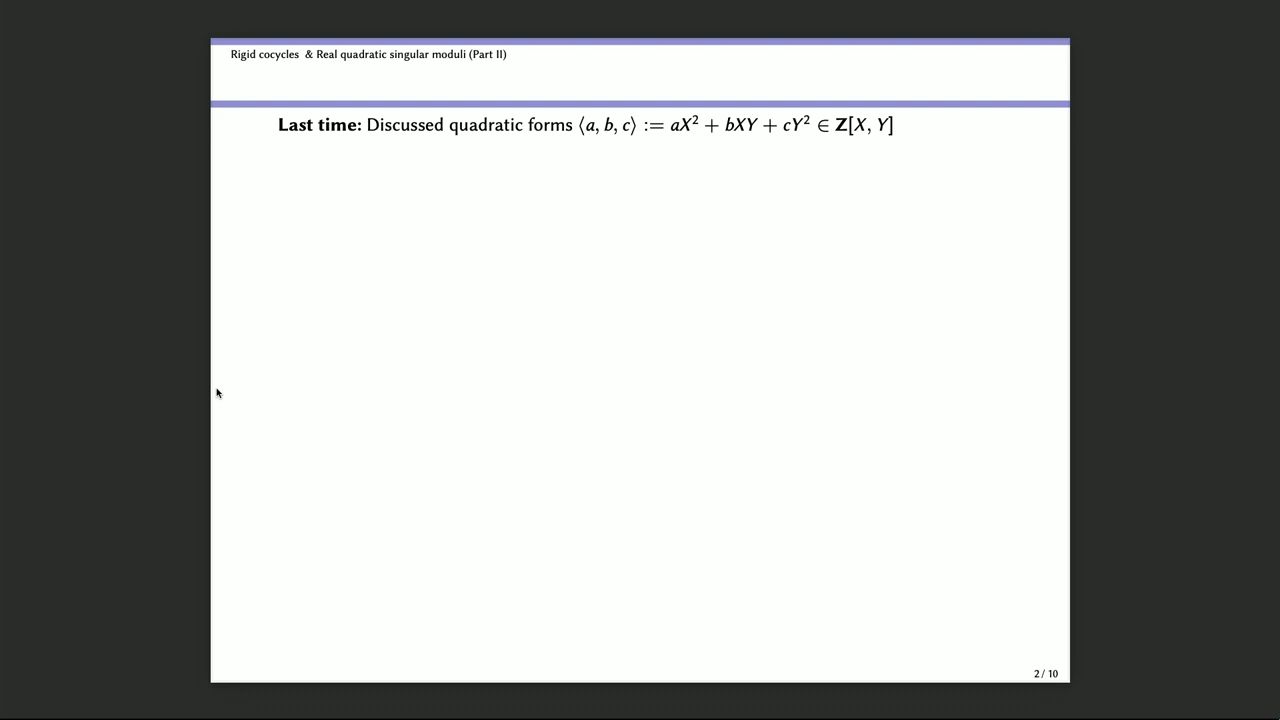 Rigid cocycles & Real quadratic singular moduli (Part II)
Last time: Discussed quadratic forms ⟨a, b, c⟩ := aX² + bXY + cY² ∈ Z[X, Y]
2 / 10